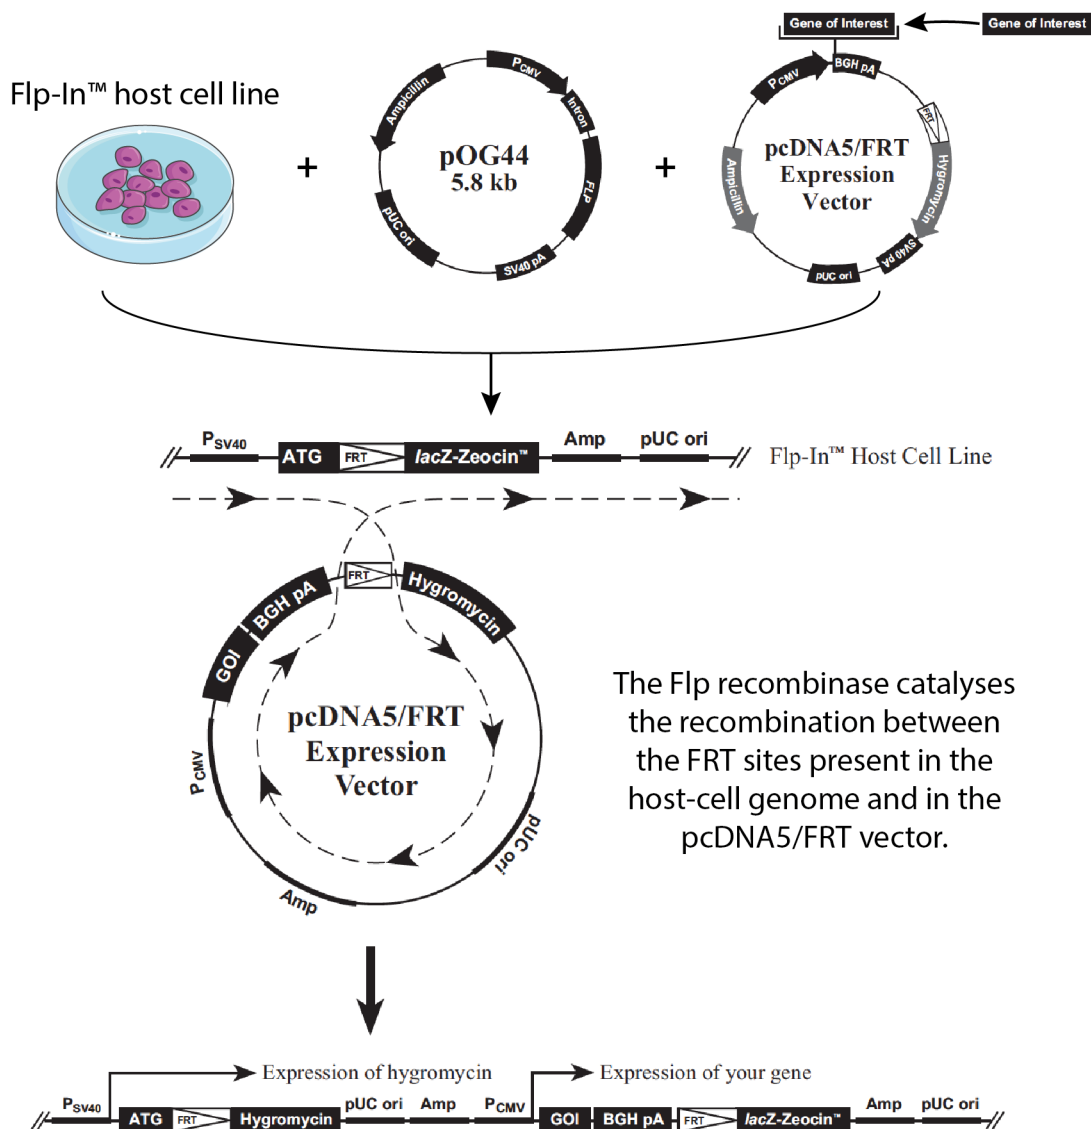 Gene of Interest
Gene of Interest
Flp-In™ host cell line
Ampicillin
PCMV
Intron
FLP
SV40 pA
pUC ori
pOG44
5.8 kb
+
+
PCMV
BGH pA
FRT
Hygromycin
SV40 pA
pUC ori
Ampicillin
pcDNA5/FRT
Expression
Vector
PSV40
ATG
FRT
lacZ-Zeocin™
Amp
pUC ori
Flp-In™ Host Cell Line
GOI
BGH pA
FRT
Hygromycin
PCMV
Amp
pUC ori
pcDNA5/FRT
Expression
Vector
The Flp recombinase catalyses
the recombination between
the FRT sites present in the
host-cell genome and in the
pcDNA5/FRT vector.
Expression of hygromycin
Expression of your gene
PSV40
ATG
FRT
Hygromycin
pUC ori
Amp
PCMV
GOI
BGH pA
FRT
lacZ-Zeocin™
Amp
pUC ori